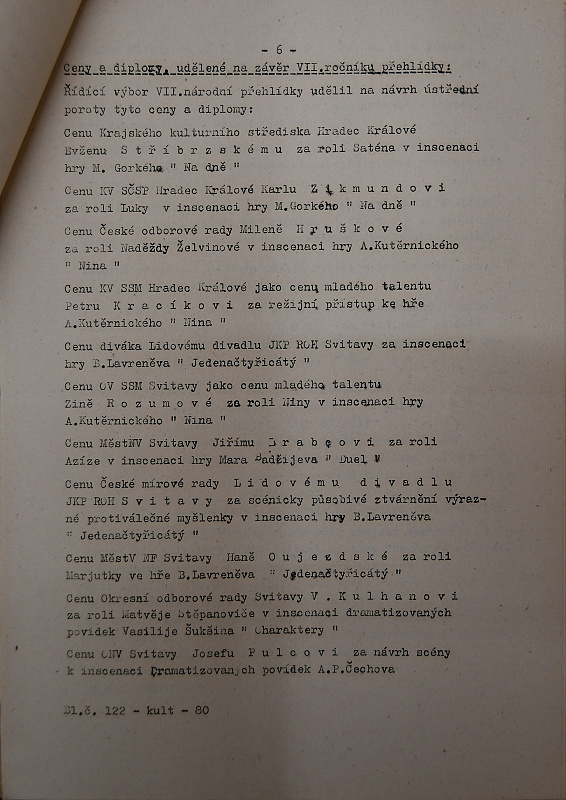 - 6 -
Ceny a diplomy, udělené na závěr VII.ročníku přehlídky:
Řídící výbor VII.národní přehlídky udělil na návrh ústřední
poroty tyto ceny a diplomy:
Cenu Krajského kulturního střediska Hradec Králové
Evženu S t ř í b r z s k é m u za roli Saténa v inscenaci
hry M. Gorkého " Na dně "
Cenu KV SČSP Hradec Králové Karlu Z i k m u n d o v i
za roli Luky v inscenaci hry M.Gorkého " Na dně "
Cenu České odborové rady Mileně H r u š k o v é
za roli Naděždy Želvinové v inscenaci hry A.Kutěrnického
" Nina "
Cenu KV SSM Hradec Králové jako cenu mladého talentu
Petru K r a c í k o v i za režijní přístup ke hře
A.Kutěrnického " Nina "
Cenu diváka Lidovému divadlu JKP ROH Svitavy za inscenaci
hry B.Lavreněva " Jedenačtyřicátý "
Cenu OV SSM Svitavy jako cenu mladého talentu
Zině R o z u m o v é za roli Niny v inscenaci hry
A.Kutěrnického " Nina "
Cenu MěstNV Svitavy Jiřímu za roli
Azíze v inscenaci hry Mara Badžijeva " Duel "
Cenu České mírové rady L i d o v é m u d i v a d l u
JKP ROH S v i t a v y za scénicky působivé ztvárnění výraz-
né protiválečné myšlenky v inscenaci hry B.Lavreněva
" Jedenačtyřicátý "
Cenu MěstV NF Svitavy Haně O u j e z d s k é za roli
Marjutky ve hře B.Lavreněva " Jedenačtyřicátý "
Cenu Okresní odborové rady Svitavy V . K u l h a n o v i
za roli Matvěje Stěpanoviče v inscenaci dramatizovaných
povídek Vasilije Šukšina " Charaktery "
Cenu ONV Svitavy Josefu P u l c o v i za návrh scény
k inscenaci Dramatizovaných povídek A.P.Čechova
Bl.č. 122 - kult - 80